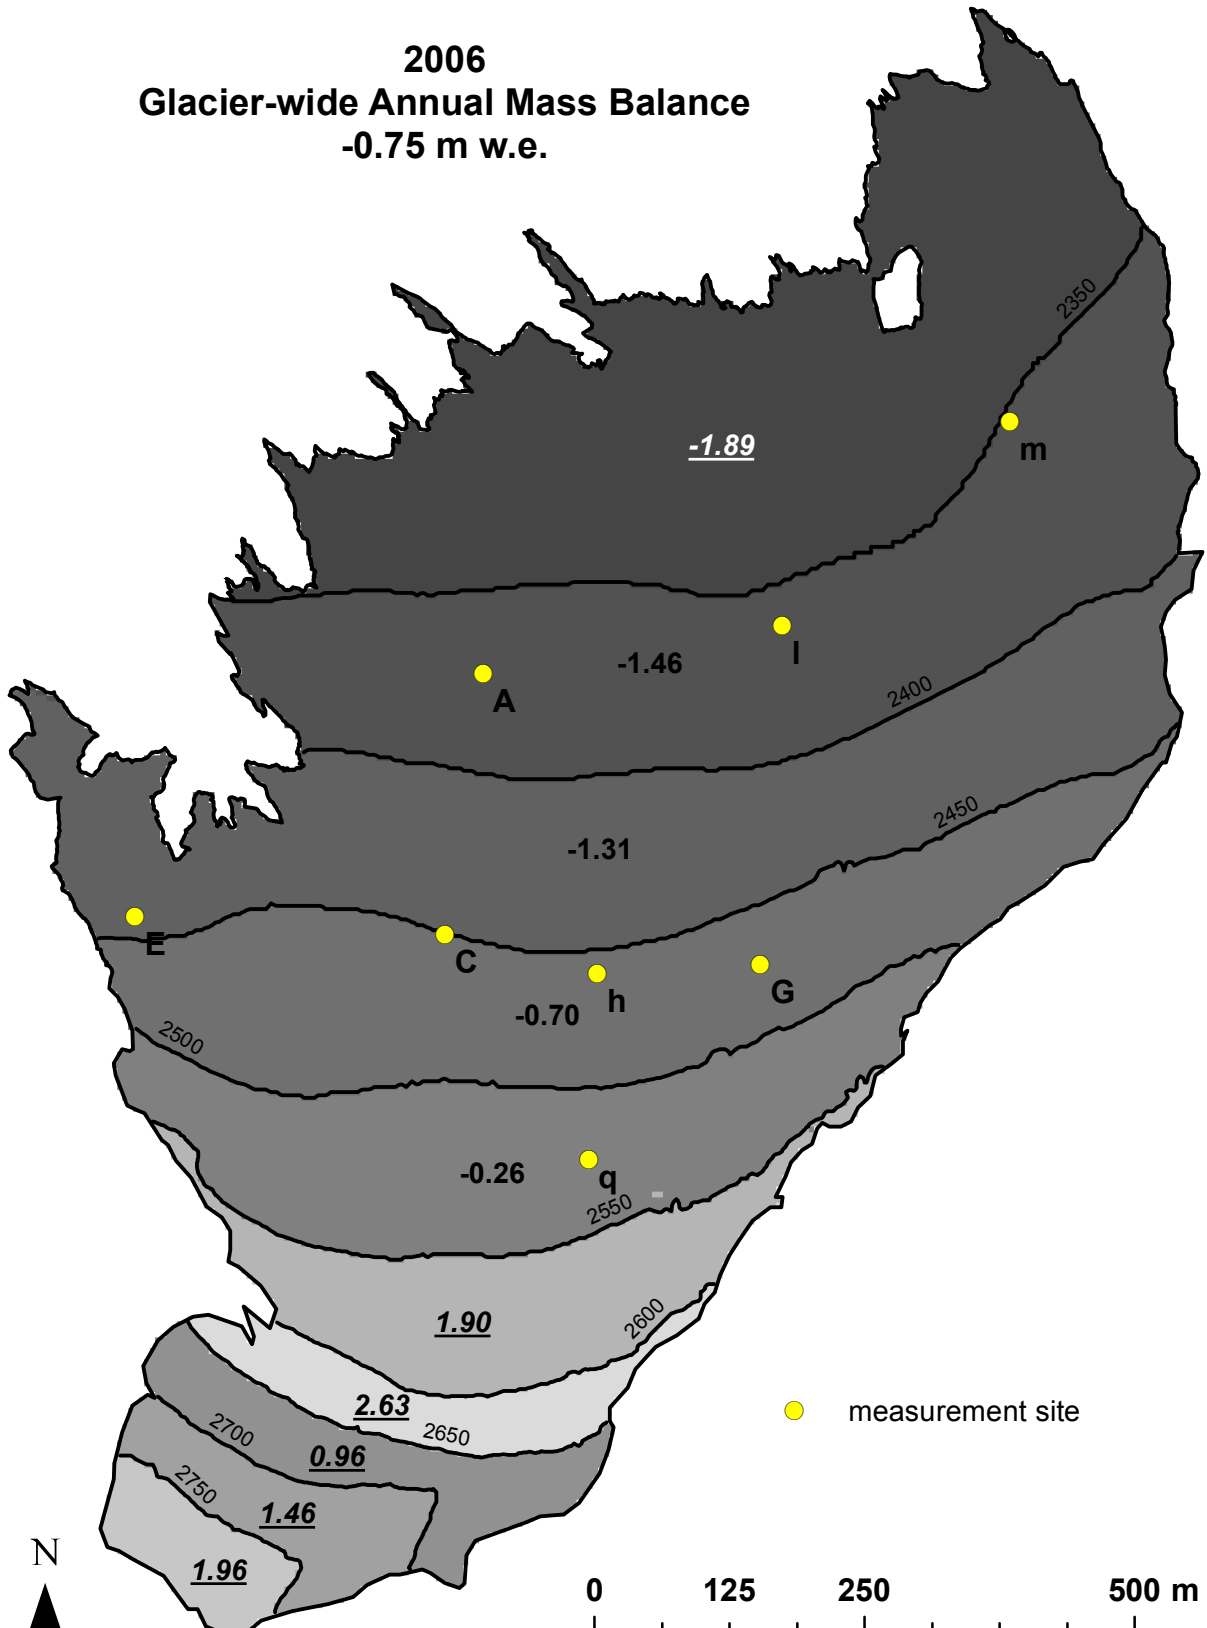 2006
Glacier-wide Annual Mass Balance
-0.75 m w.e.
2350
-1.89
m
l
-1.46
A
2400
2450
-1.31
E
C
h
G
-0.70
2500
-0.26
q
2550
1.90
2600
2.63
measurement site
2650
2700
0.96
2750
1.46
N
1.96
0 125 250 500 m